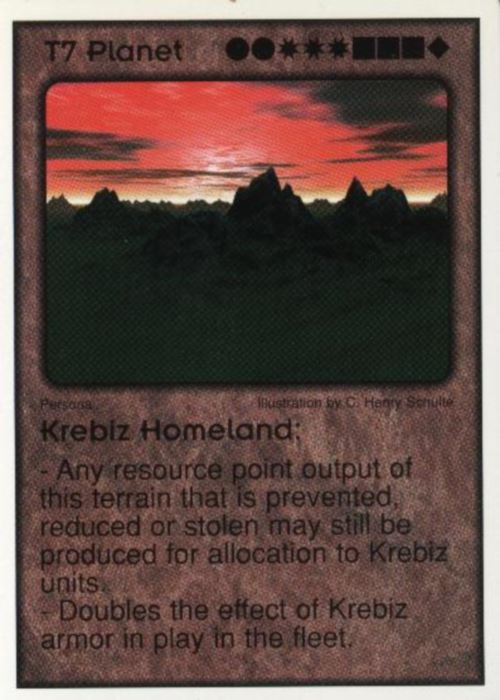 T7 Planet
Persona
Illustration by C. Henry Schulte
Krebiz Homeland:
- Any resource point output of
this terrain that is prevented,
reduced or stolen may still be
produced for allocation to Krebiz
units.
- Doubles the effect of Krebiz
armor in play in the fleet.